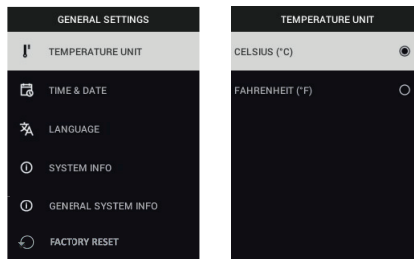 GENERAL SETTINGS
TEMPERATURE UNIT
TIME & DATE
LANGUAGE
SYSTEM INFO
GENERAL SYSTEM INFO
FACTORY RESET
TEMPERATURE UNIT
CELSIUS (°C)
FAHRENHEIT (°F)